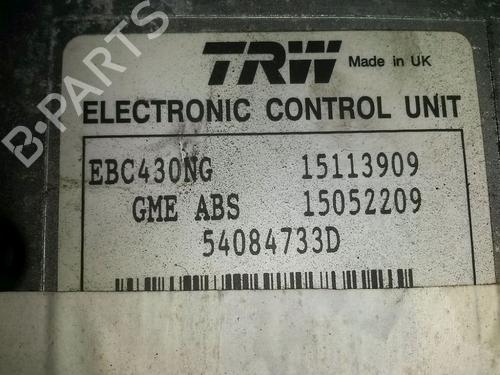 TRW Made in UK
ELECTRONIC CONTROL UNIT
EBC430NG 15113909
GME ABS 15052209
54084733D
B-PARTS